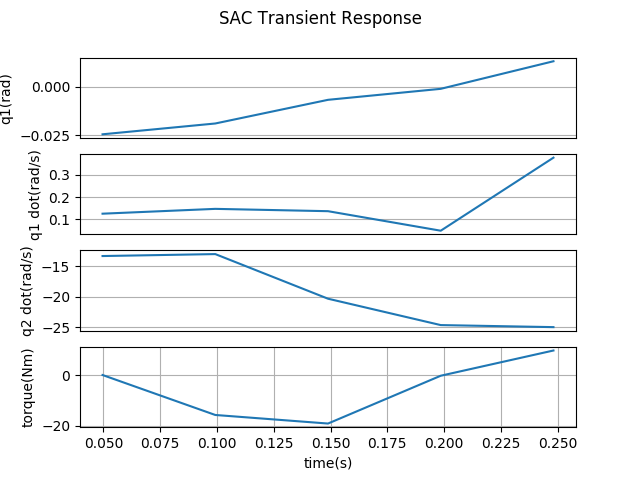 SAC Transient Response
q1(rad)
0.000
−0.025
q1 dot(rad/s)
0.3
0.2
0.1
q2 dot(rad/s)
−15
−20
−25
torque(Nm)
0
−20
0.050 0.075 0.100 0.125 0.150 0.175 0.200 0.225 0.250
time(s)